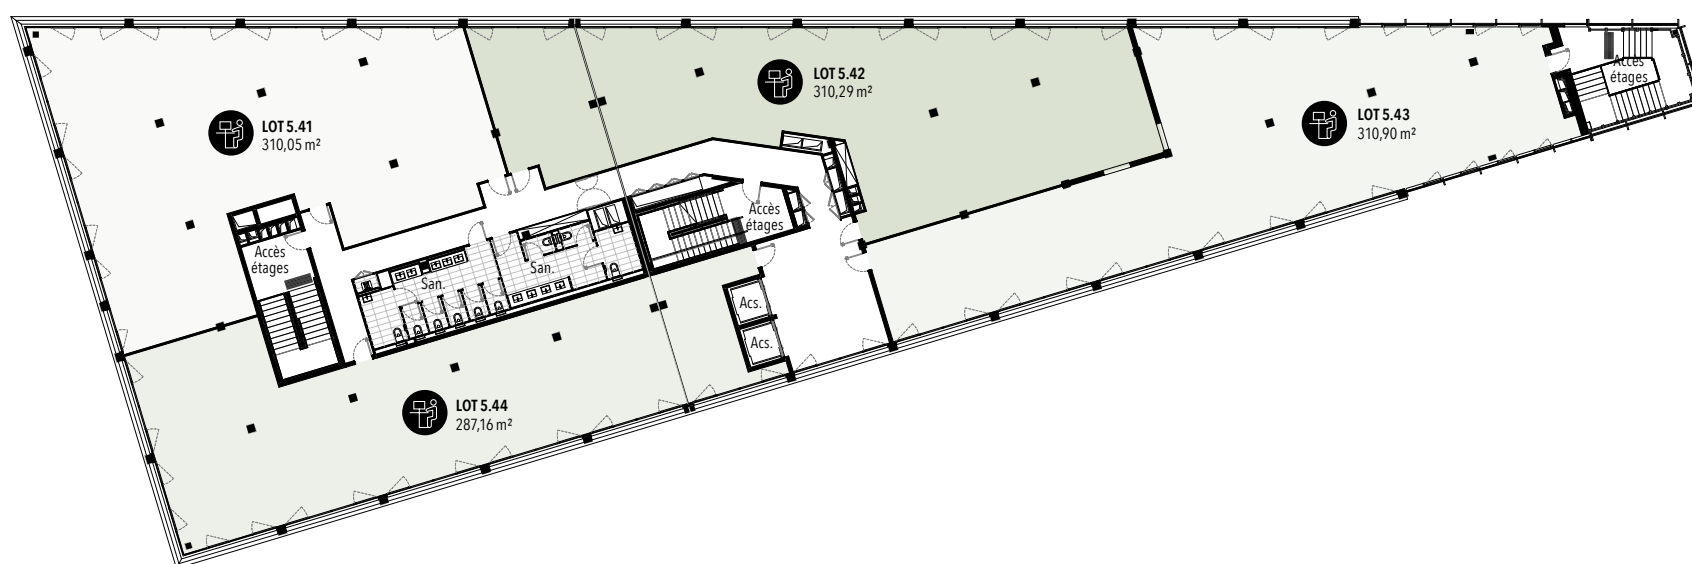 LOT 5.42
310,29 m²
Accès
étages
LOT 5.43
310,90 m²
LOT 5.41
310,05 m²
Accès
étages
Accès
étages
San.
San.
Acs.
Acs.
LOT 5.44
287,16 m²